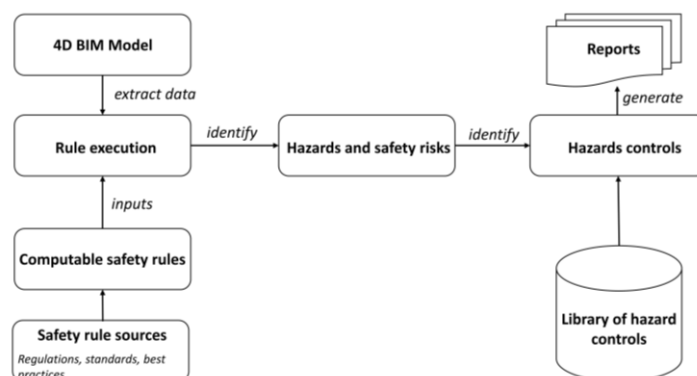 4D BIM Model
Reports
extract data
generate
Rule execution
identify
Hazards and safety risks
identify
Hazards controls
inputs
Computable safety rules
Safety rule sources
Regulations, standards, best
practices
Library of hazard
controls